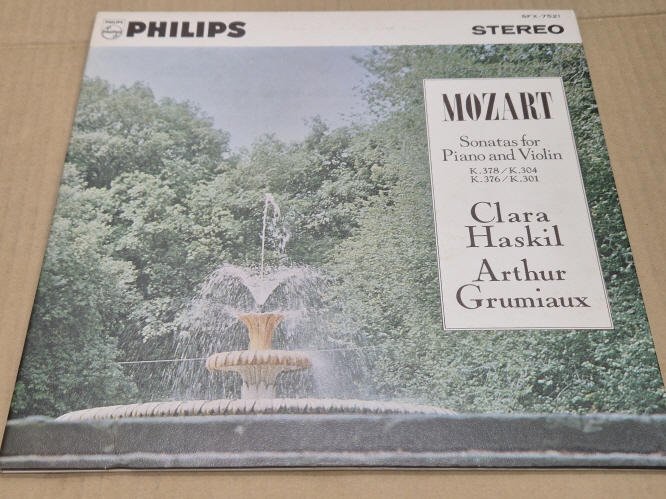 PHILIPS
SFX-7521
STEREO
MOZART
Sonatas for
Piano and Violin
K.378/K.304
K.376/K.301
Clara
Haskil
Arthur
Grumiaux